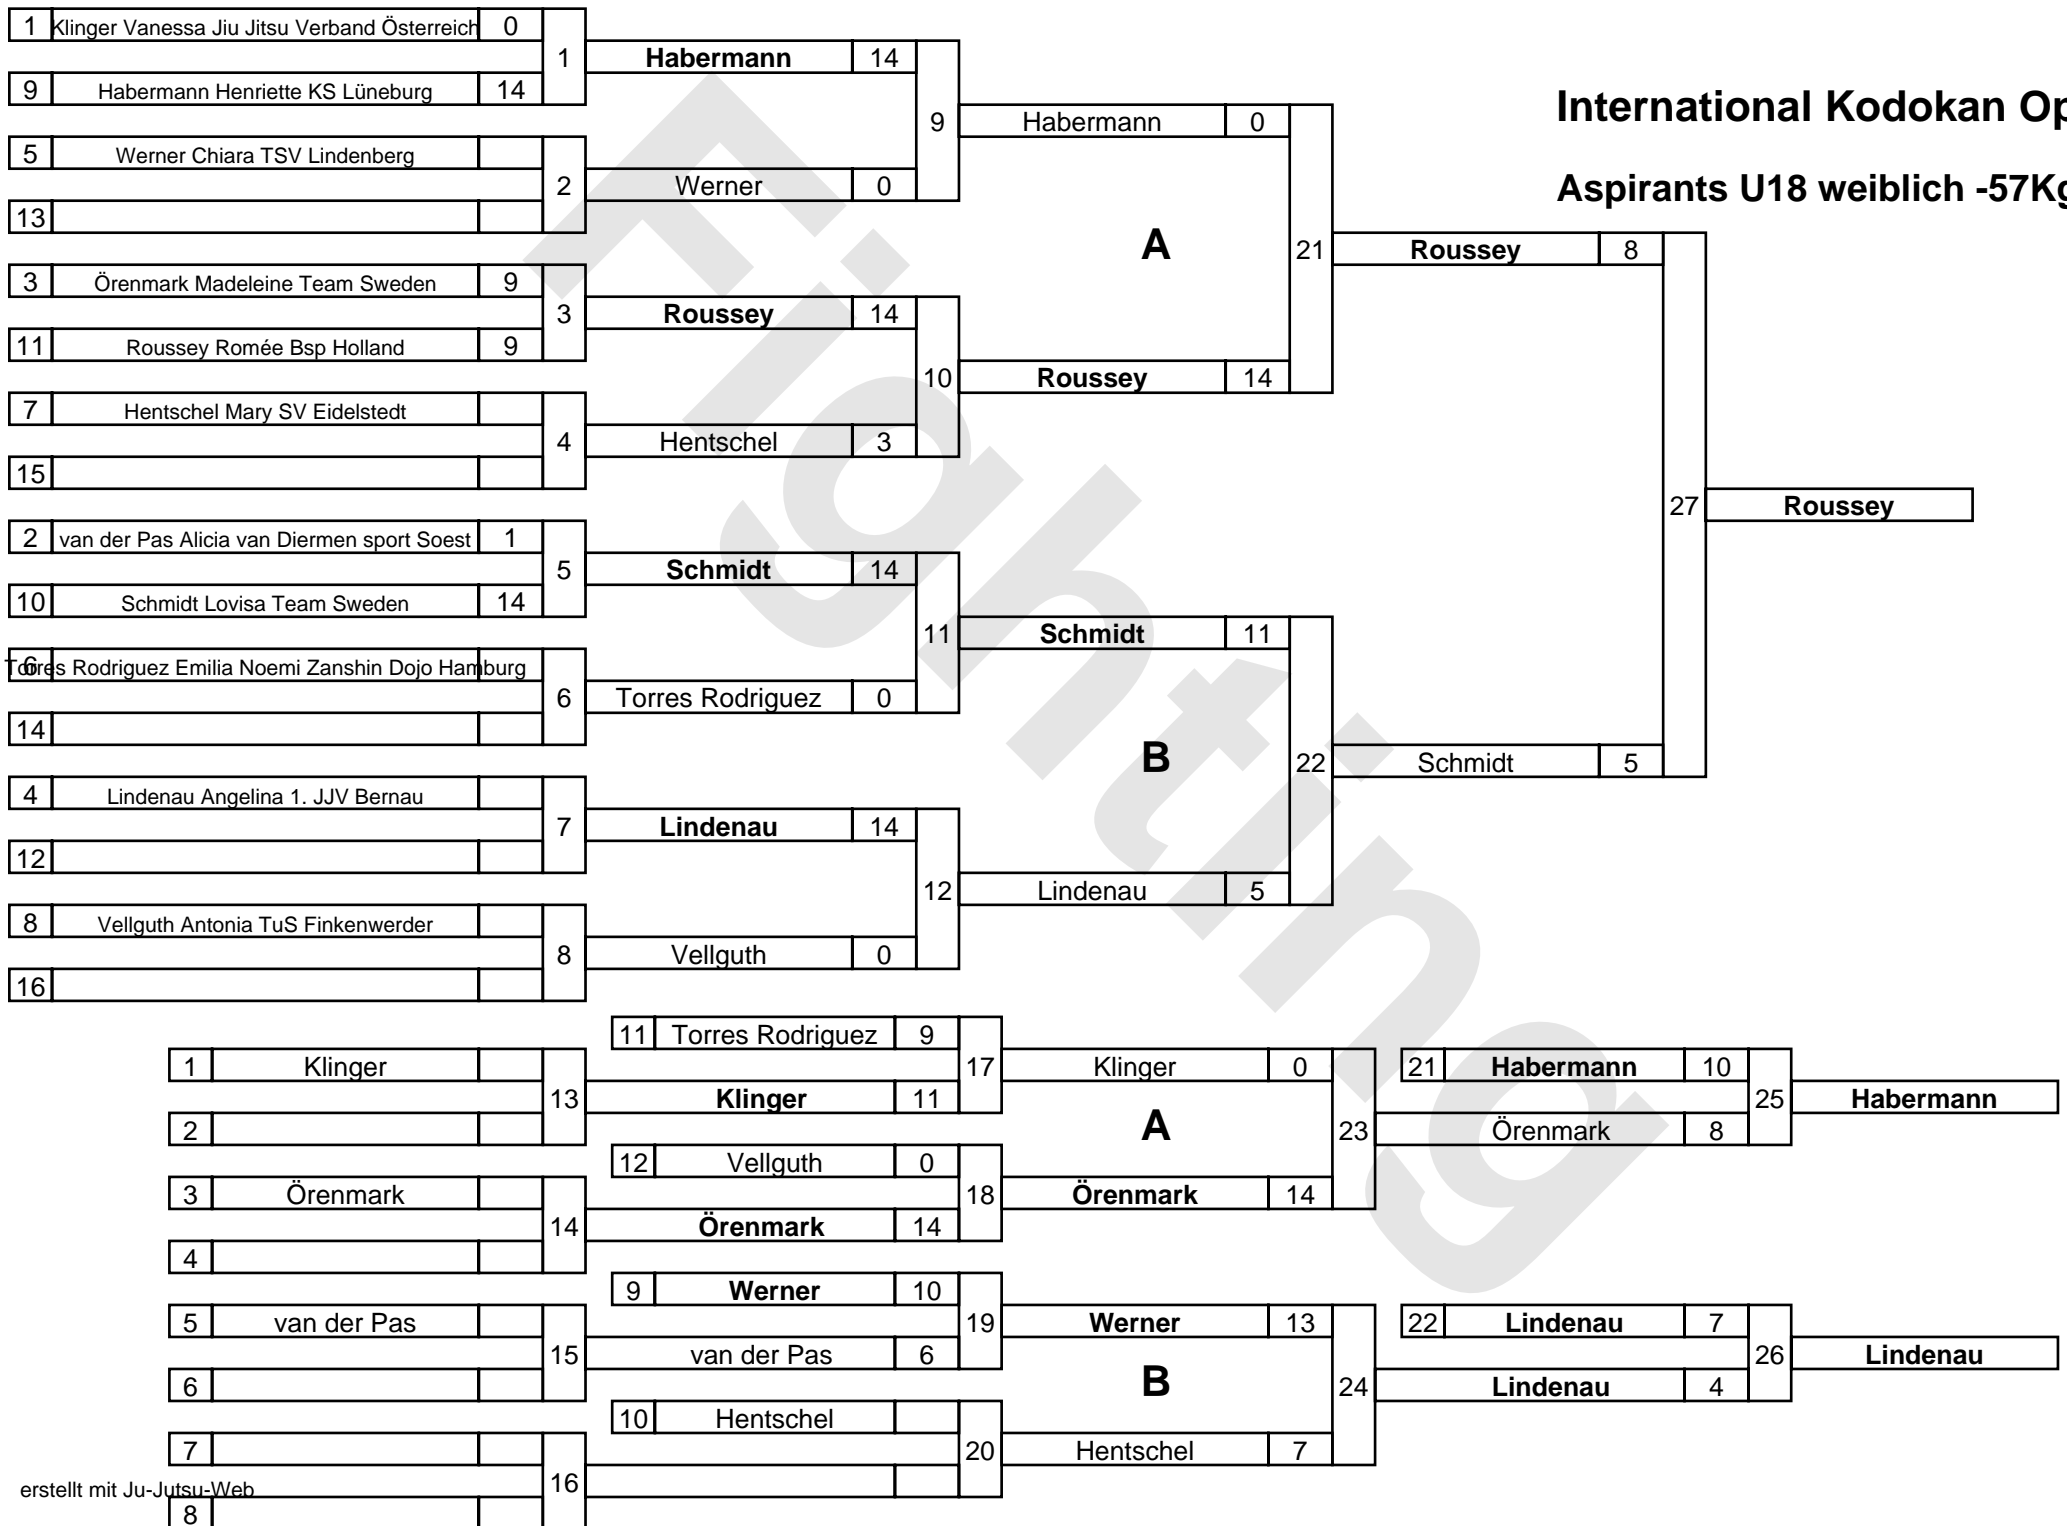 1 Klinger Vanessa Jiu Jitsu Verband Österreich 0
1
Habermann 14
9 Habermann Henriette KS Lüneburg 14
International Kodokan Op
9
Habermann 0
5 Werner Chiara TSV Lindenberg
2
Werner 0
Aspirants U18 weiblich -57Kg
13
A
21
Roussey 8
3 Örenmark Madeleine Team Sweden 9
3
Roussey 14
11 Roussey Romée Bsp Holland 9
10
Roussey 14
7 Hentschel Mary SV Eidelstedt
4
Hentschel 3
15
27
Roussey
2 van der Pas Alicia van Diermen sport Soest 1
5
Schmidt 14
10 Schmidt Lovisa Team Sweden 14
11
Schmidt 11
6 Torres Rodriguez Emilia Noemi Zanshin Dojo Hamburg
6
Torres Rodriguez 0
14
B
22
Schmidt 5
4 Lindenau Angelina 1. JJV Bernau
7
Lindenau 14
12
12
Lindenau 5
8 Vellguth Antonia TuS Finkenwerder
8
Vellguth 0
16
11 Torres Rodriguez 9
1 Klinger
17
Klinger 0
21 Habermann 10
13
Klinger 11
25
Habermann
2
A
23
Örenmark 8
12 Vellguth 0
3 Örenmark
18
Örenmark 14
14
Örenmark 14
4
9 Werner 10
5 van der Pas
19
Werner 13
22 Lindenau 7
15
van der Pas 6
26
Lindenau
6
B
24
Lindenau 4
10 Hentschel
7
20
Hentschel 7
16
erstellt mit Ju-Jutsu-Web
8
Fighting